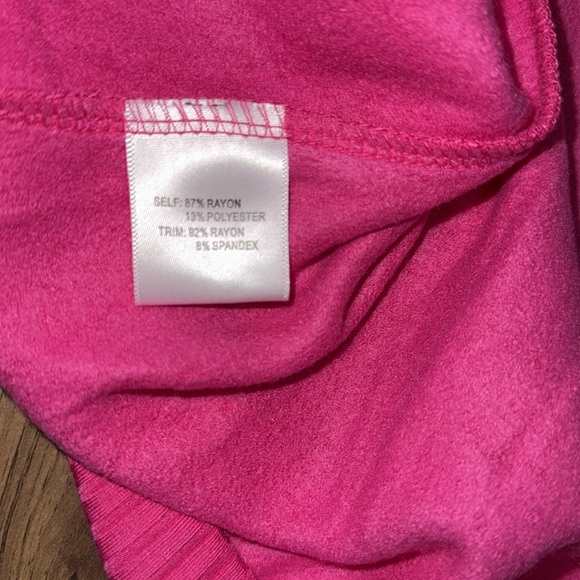 SELF: 87% RAYON
13% POLYESTER
TRIM: 92% RAYON
8% SPANDEX